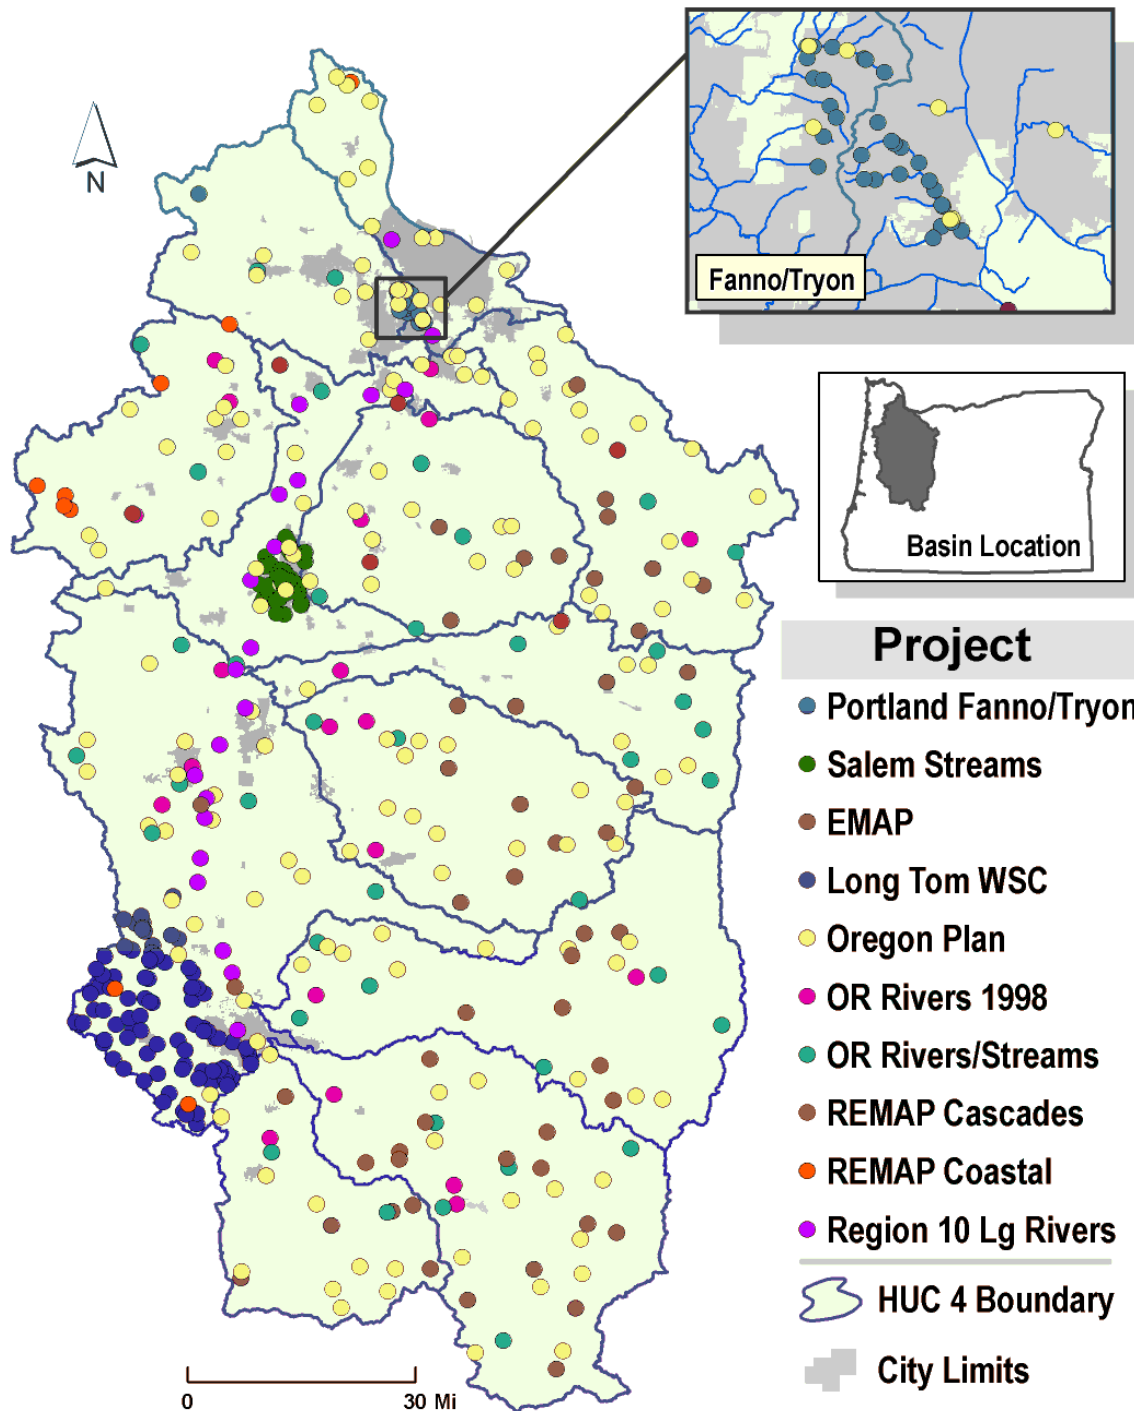 N
Fanno/Tryon
Basin Location
Project
Portland Fanno/Tryon
Salem Streams
EMAP
Long Tom WSC
Oregon Plan
OR Rivers 1998
OR Rivers/Streams
REMAP Cascades
REMAP Coastal
Region 10 Lg Rivers
HUC 4 Boundary
City Limits
0 30 Mi